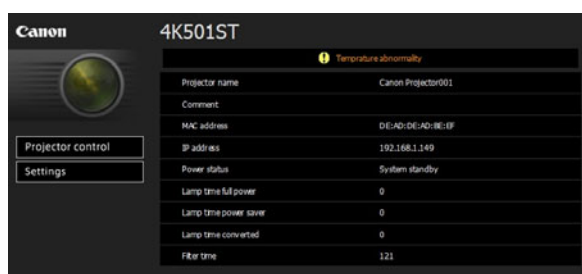 Canon
4K501ST
Temprature abnormality
Projector name Canon Projector001
Comment
MAC address DE:AD:DE:AD:BE:EF
Projector control
IP address 192.168.1.149
Settings
Power status System standby
Lamp time full power 0
Lamp time power saver 0
Lamp time converted 0
Filter time 121